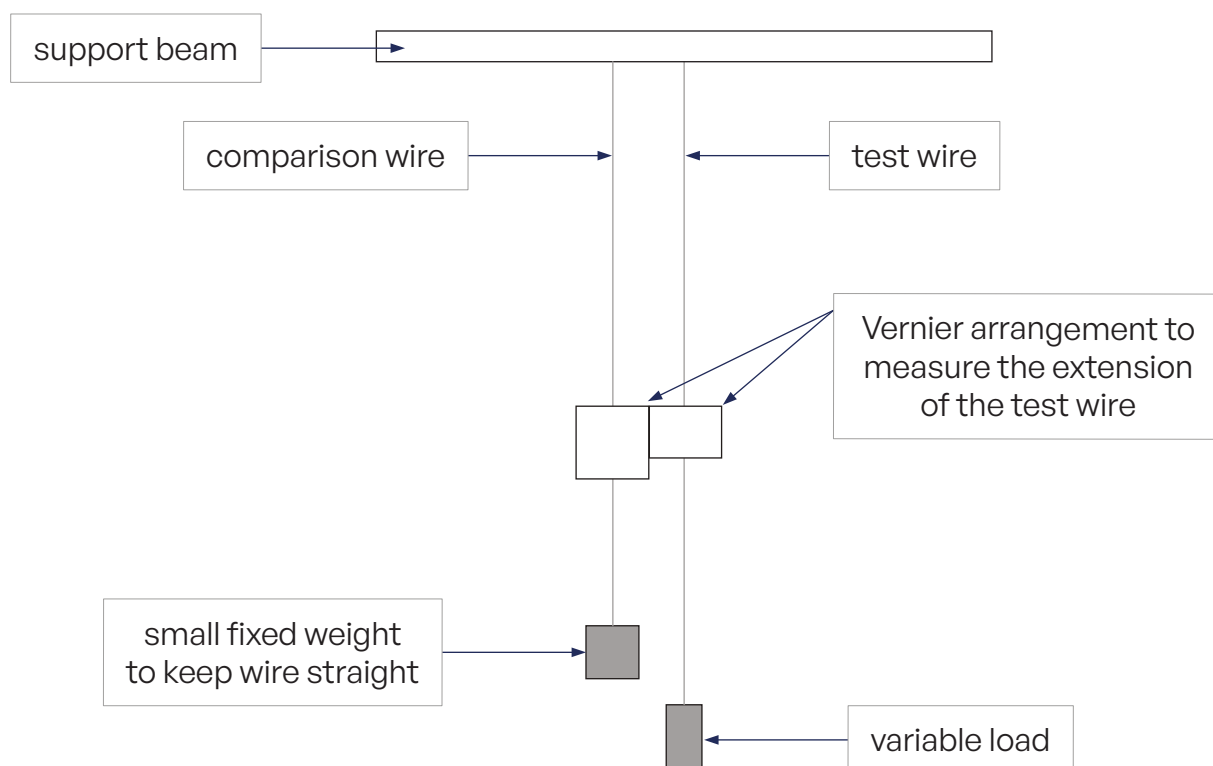 support beam
comparison wire
test wire
Vernier arrangement to
measure the extension
of the test wire
small fixed weight
to keep wire straight
variable load